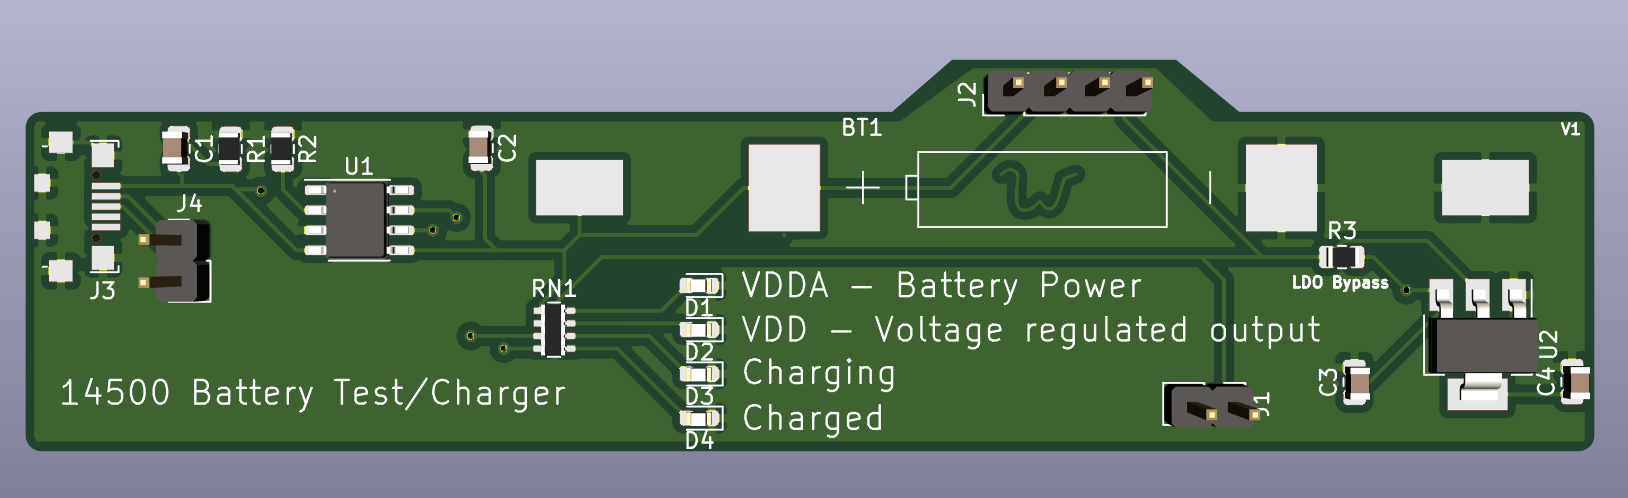 J2
BT1
V1
C1
R1
R2
C2
U1
J4
+
R3
J3
RN1
LDO Bypass
D1
VDDA - Battery Power
D2
VDD - Voltage regulated output
U2
D3
Charging
C3
C4
14500 Battery Test/Charger
D4
Charged
J1